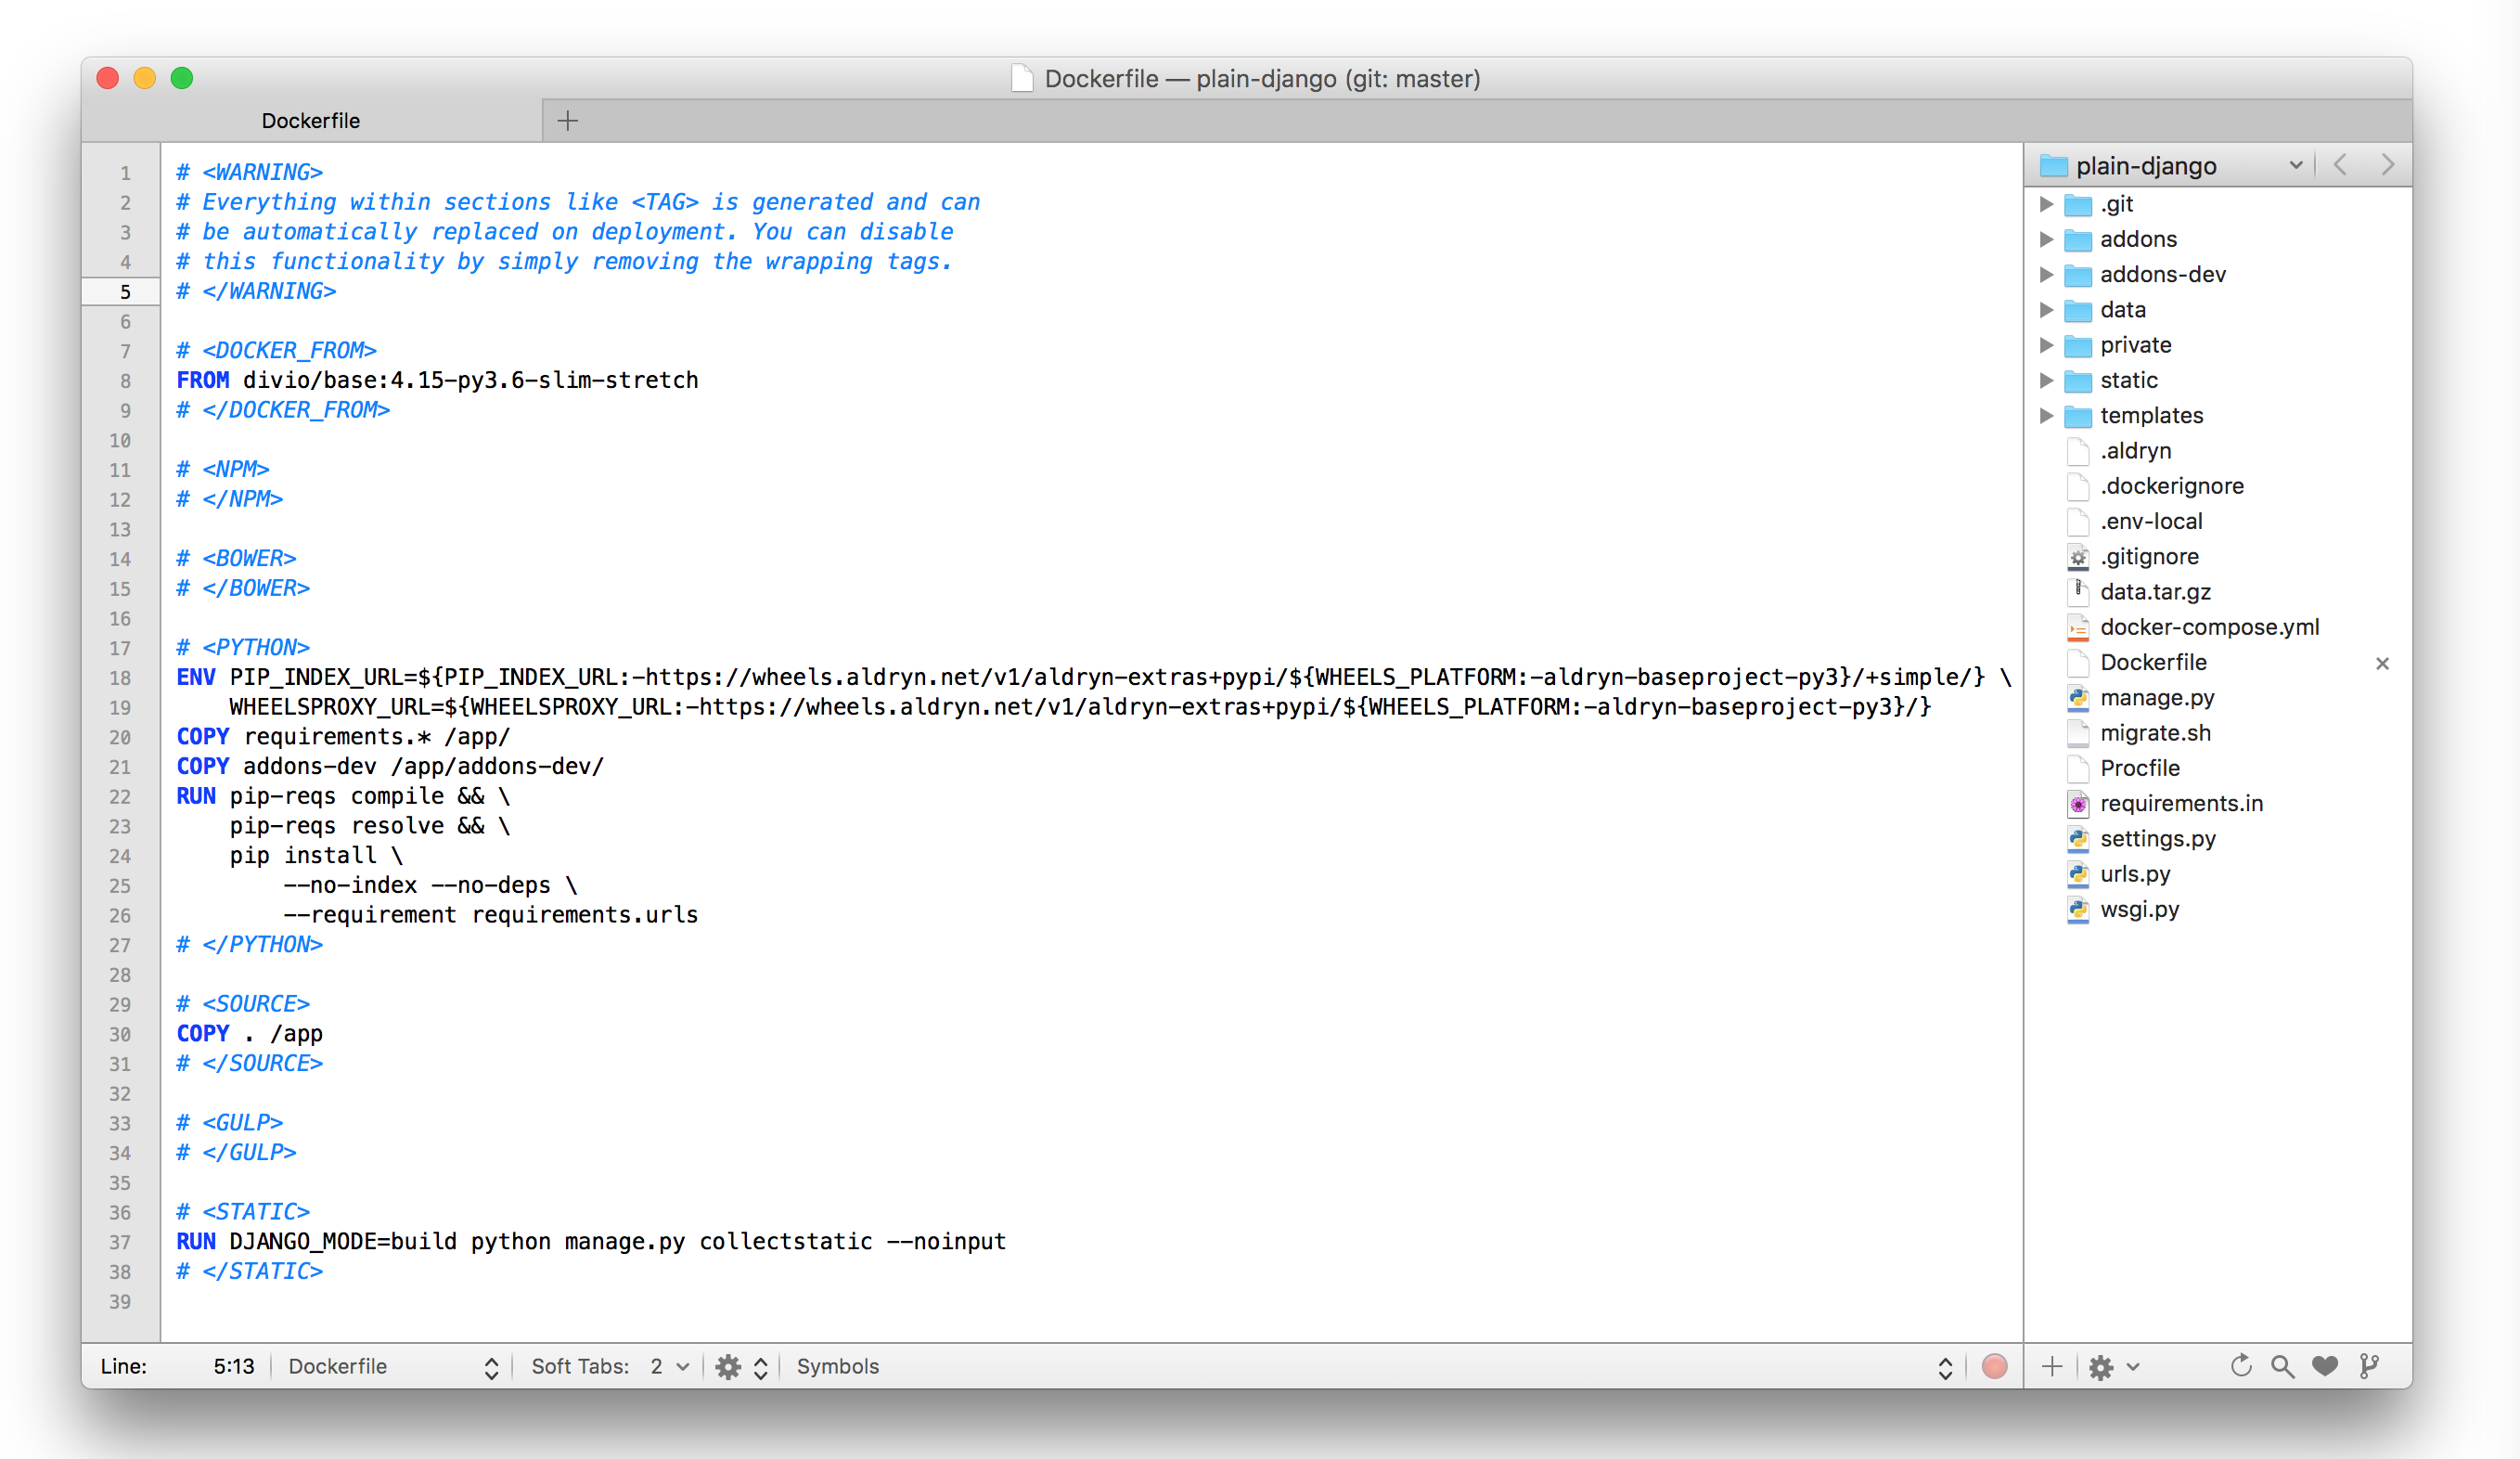 Dockerfile — plain-django (git: master)
Dockerfile
1 # <WARNING>
2 # Everything within sections like <TAG> is generated and can
3 # be automatically replaced on deployment. You can disable
4 # this functionality by simply removing the wrapping tags.
5 # </WARNING>
6
7 # <DOCKER_FROM>
8 FROM divio/base:4.15-py3.6-slim-stretch
9 # </DOCKER_FROM>
10
11 # <NPM>
12 # </NPM>
13
14 # <BOWER>
15 # </BOWER>
16
17 # <PYTHON>
18 ENV PIP_INDEX_URL=${PIP_INDEX_URL:-https://wheels.aldryn.net/v1/aldryn-extras+pypi/${WHEELS_PLATFORM:-aldryn-baseproject-py3}/+simple/} \
19     WHEELSPROXY_URL=${WHEELSPROXY_URL:-https://wheels.aldryn.net/v1/aldryn-extras+pypi/${WHEELS_PLATFORM:-aldryn-baseproject-py3}/}
20 COPY requirements.* /app/
21 COPY addons-dev /app/addons-dev/
22 RUN pip-reqs compile && \
23     pip-reqs resolve && \
24     pip install \
25         --no-index --no-deps \
26         --requirement requirements.urls
27 # </PYTHON>
28
29 # <SOURCE>
30 COPY . /app
31 # </SOURCE>
32
33 # <GULP>
34 # </GULP>
35
36 # <STATIC>
37 RUN DJANGO_MODE=build python manage.py collectstatic --noinput
38 # </STATIC>
39
plain-django
.git
addons
addons-dev
data
private
static
templates
.aldryn
.dockerignore
.env-local
.gitignore
data.tar.gz
docker-compose.yml
Dockerfile
manage.py
migrate.sh
Procfile
requirements.in
settings.py
urls.py
wsgi.py
Line: 5:13 Dockerfile Soft Tabs: 2 Symbols